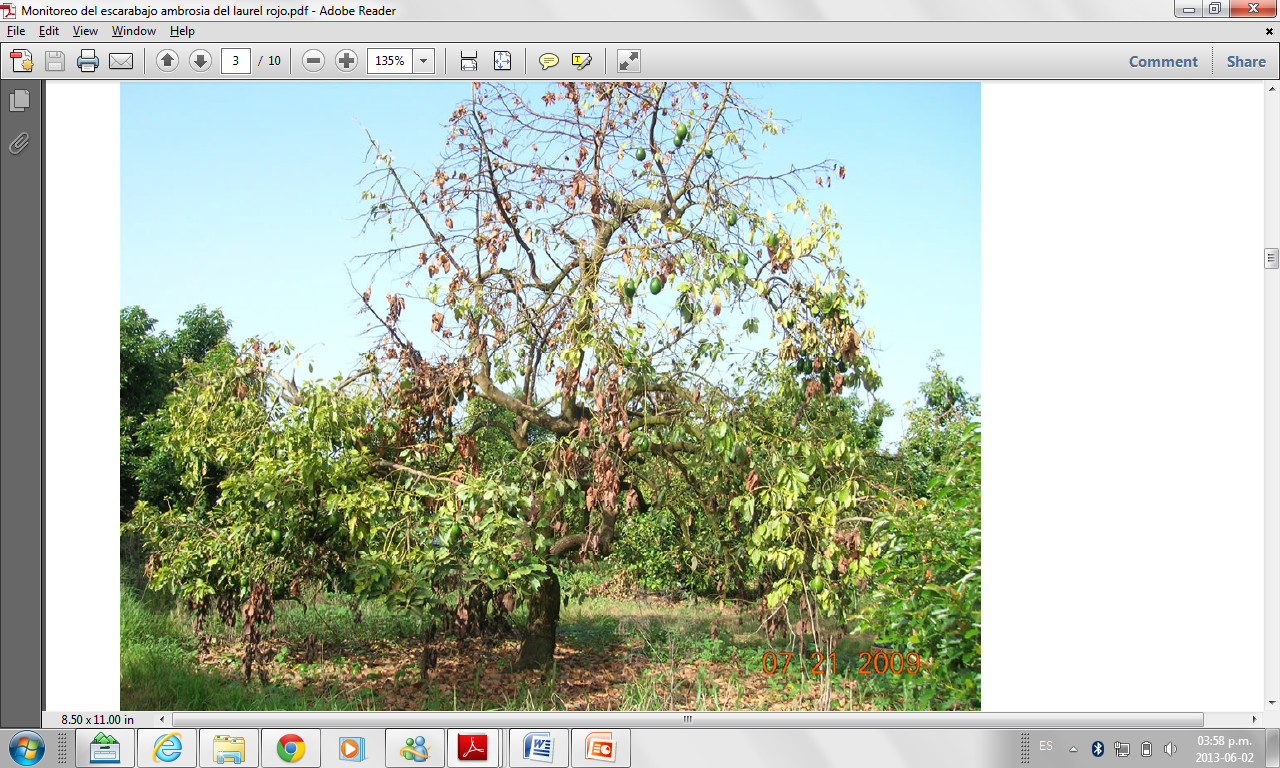 Monitoreo del escarabajo ambrosia del laurel rojo.pdf - Adobe Reader
File Edit View Window Help
3 / 10 135% Comment Share
07 21 2009
8.50 x 11.00 in
ES 03:58 p.m.
2013-06-02